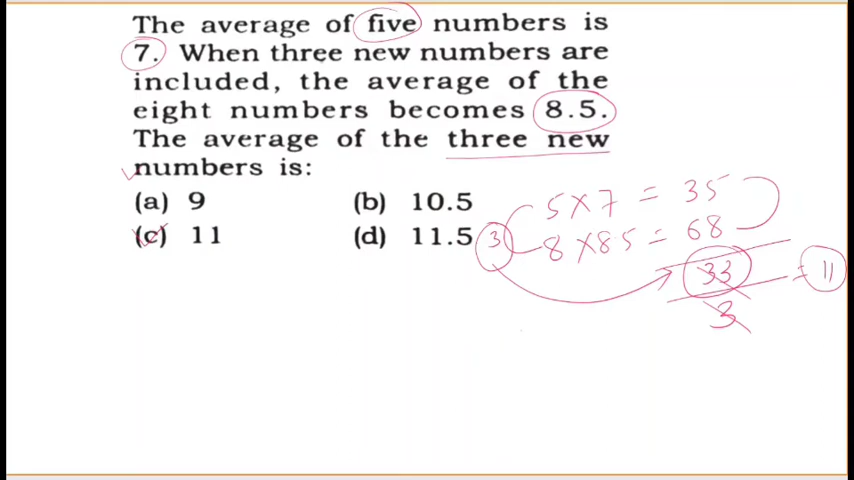 The average of five numbers is
7. When three new numbers are
included, the average of the
eight numbers becomes 8.5.
The average of the three new
numbers is:
(a) 9 (b) 10.5
(c) 11 (d) 11.5
5 × 7 = 35
3 8 × 85 = 68
33 = 11
3